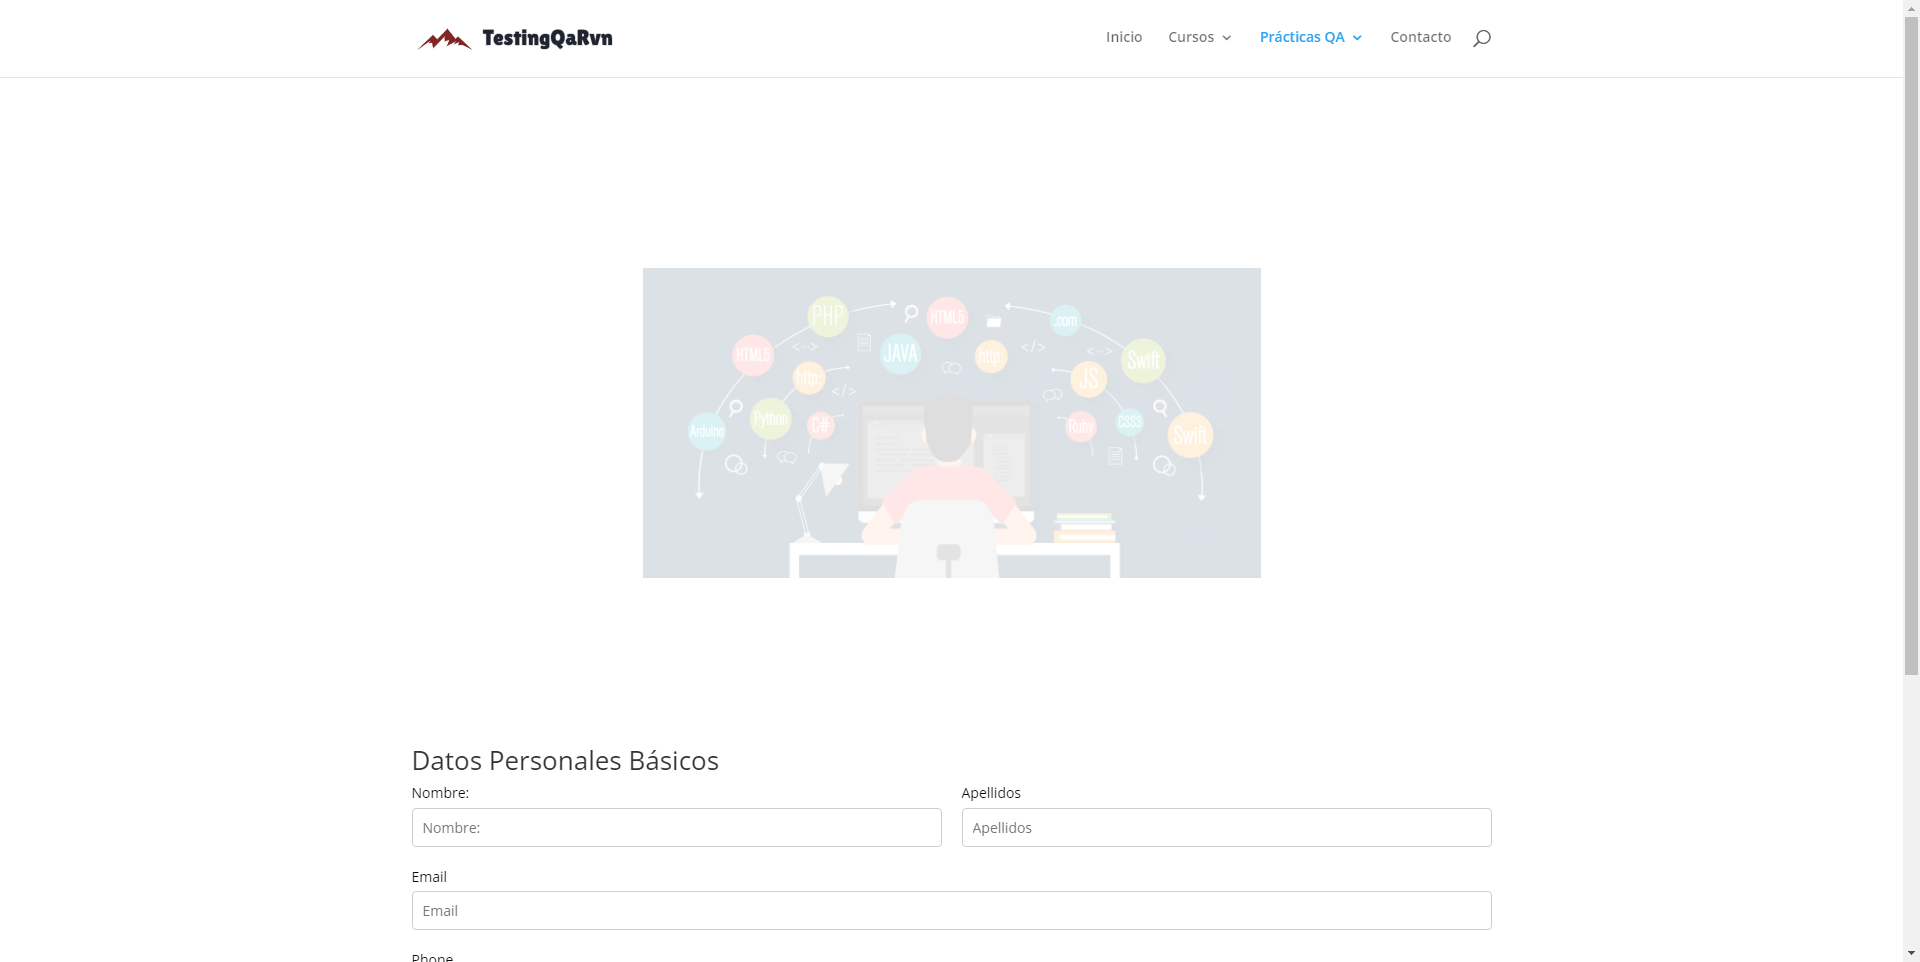 TestingQaRvn
Inicio Cursos Prácticas QA Contacto
PHP HTML5 .com
HTML5 JAVA http: Swift
http: JS
Arduino Python C# Ruby CSS3 Swift
Datos Personales Básicos
Nombre: Apellidos
Nombre: Apellidos
Email
Email
Phone